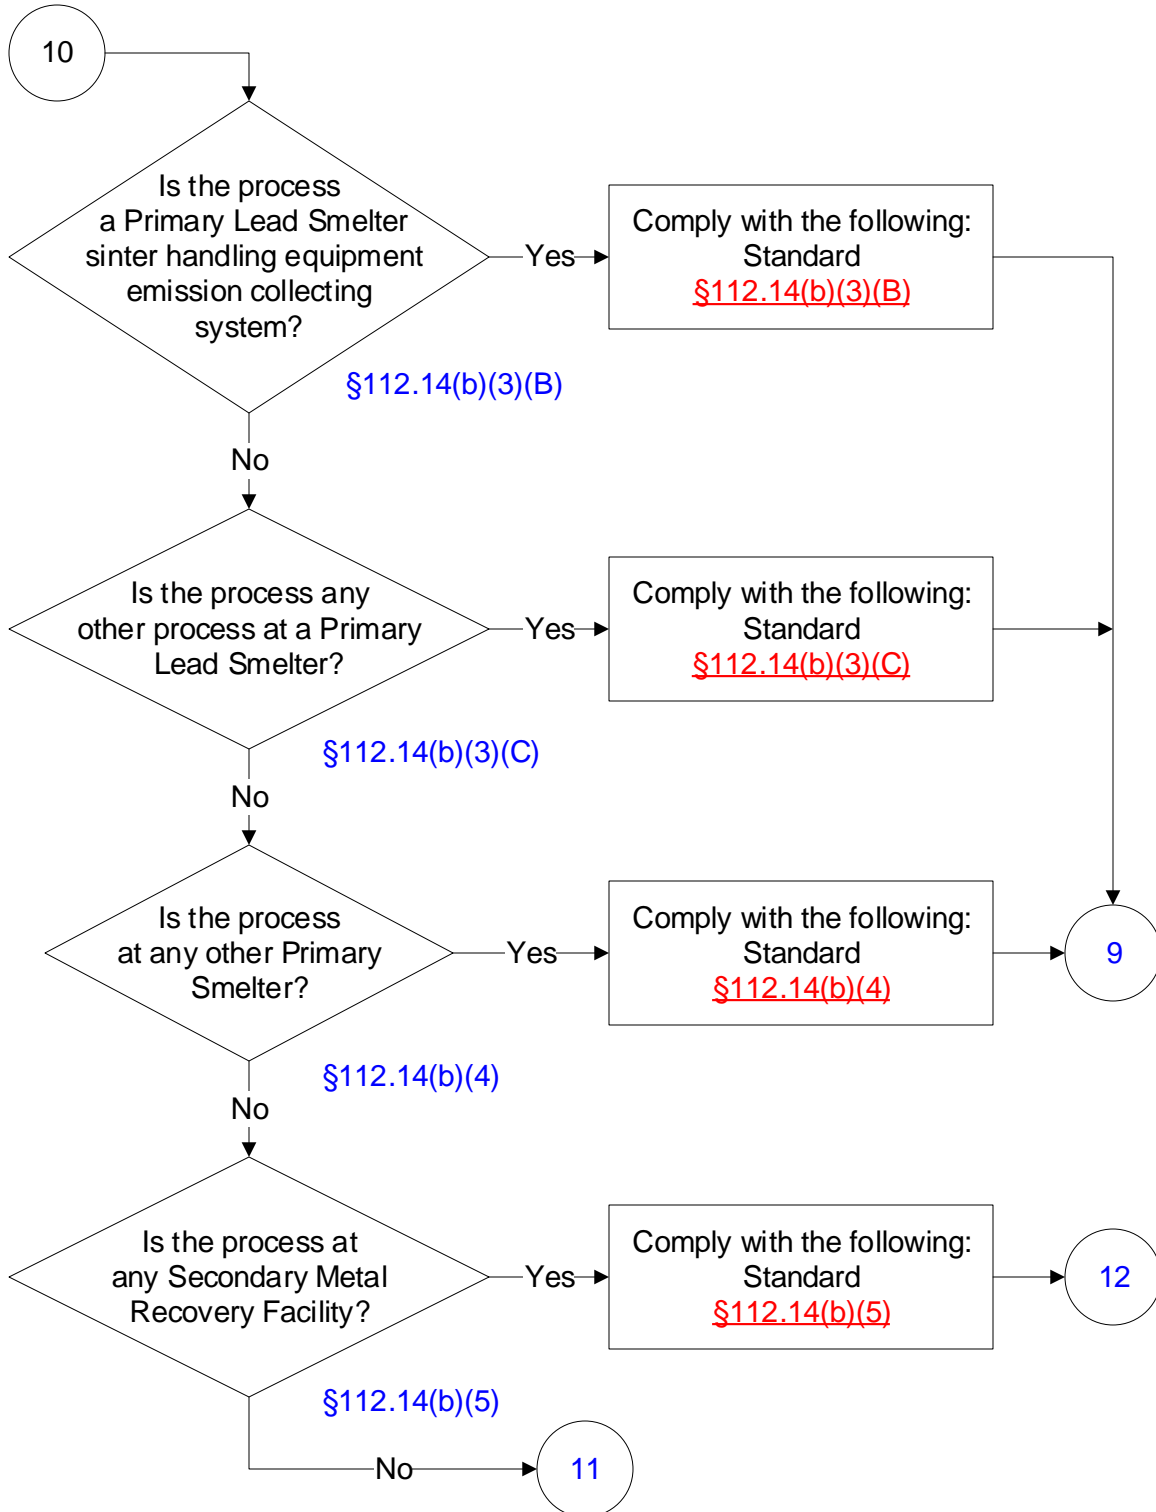 10
Is the process
a Primary Lead Smelter
sinter handling equipment
emission collecting
system?
Yes
Comply with the following:
Standard
§112.14(b)(3)(B)
§112.14(b)(3)(B)
No
Is the process any
other process at a Primary
Lead Smelter?
Yes
Comply with the following:
Standard
§112.14(b)(3)(C)
§112.14(b)(3)(C)
No
Is the process
at any other Primary
Smelter?
Yes
Comply with the following:
Standard
§112.14(b)(4)
9
§112.14(b)(4)
No
Is the process at
any Secondary Metal
Recovery Facility?
Yes
Comply with the following:
Standard
§112.14(b)(5)
12
§112.14(b)(5)
No
11